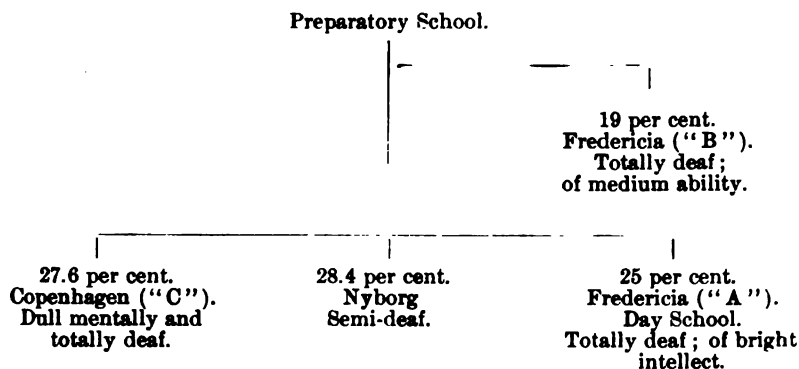 Preparatory School.
19 per cent.
Fredericia (“B”).
Totally deaf;
of medium ability.
27.6 per cent.
Copenhagen (“C”).
Dull mentally and
totally deaf.
28.4 per cent.
Nyborg
Semi-deaf.
25 per cent.
Fredericia (“A”).
Day School.
Totally deaf; of bright
intellect.